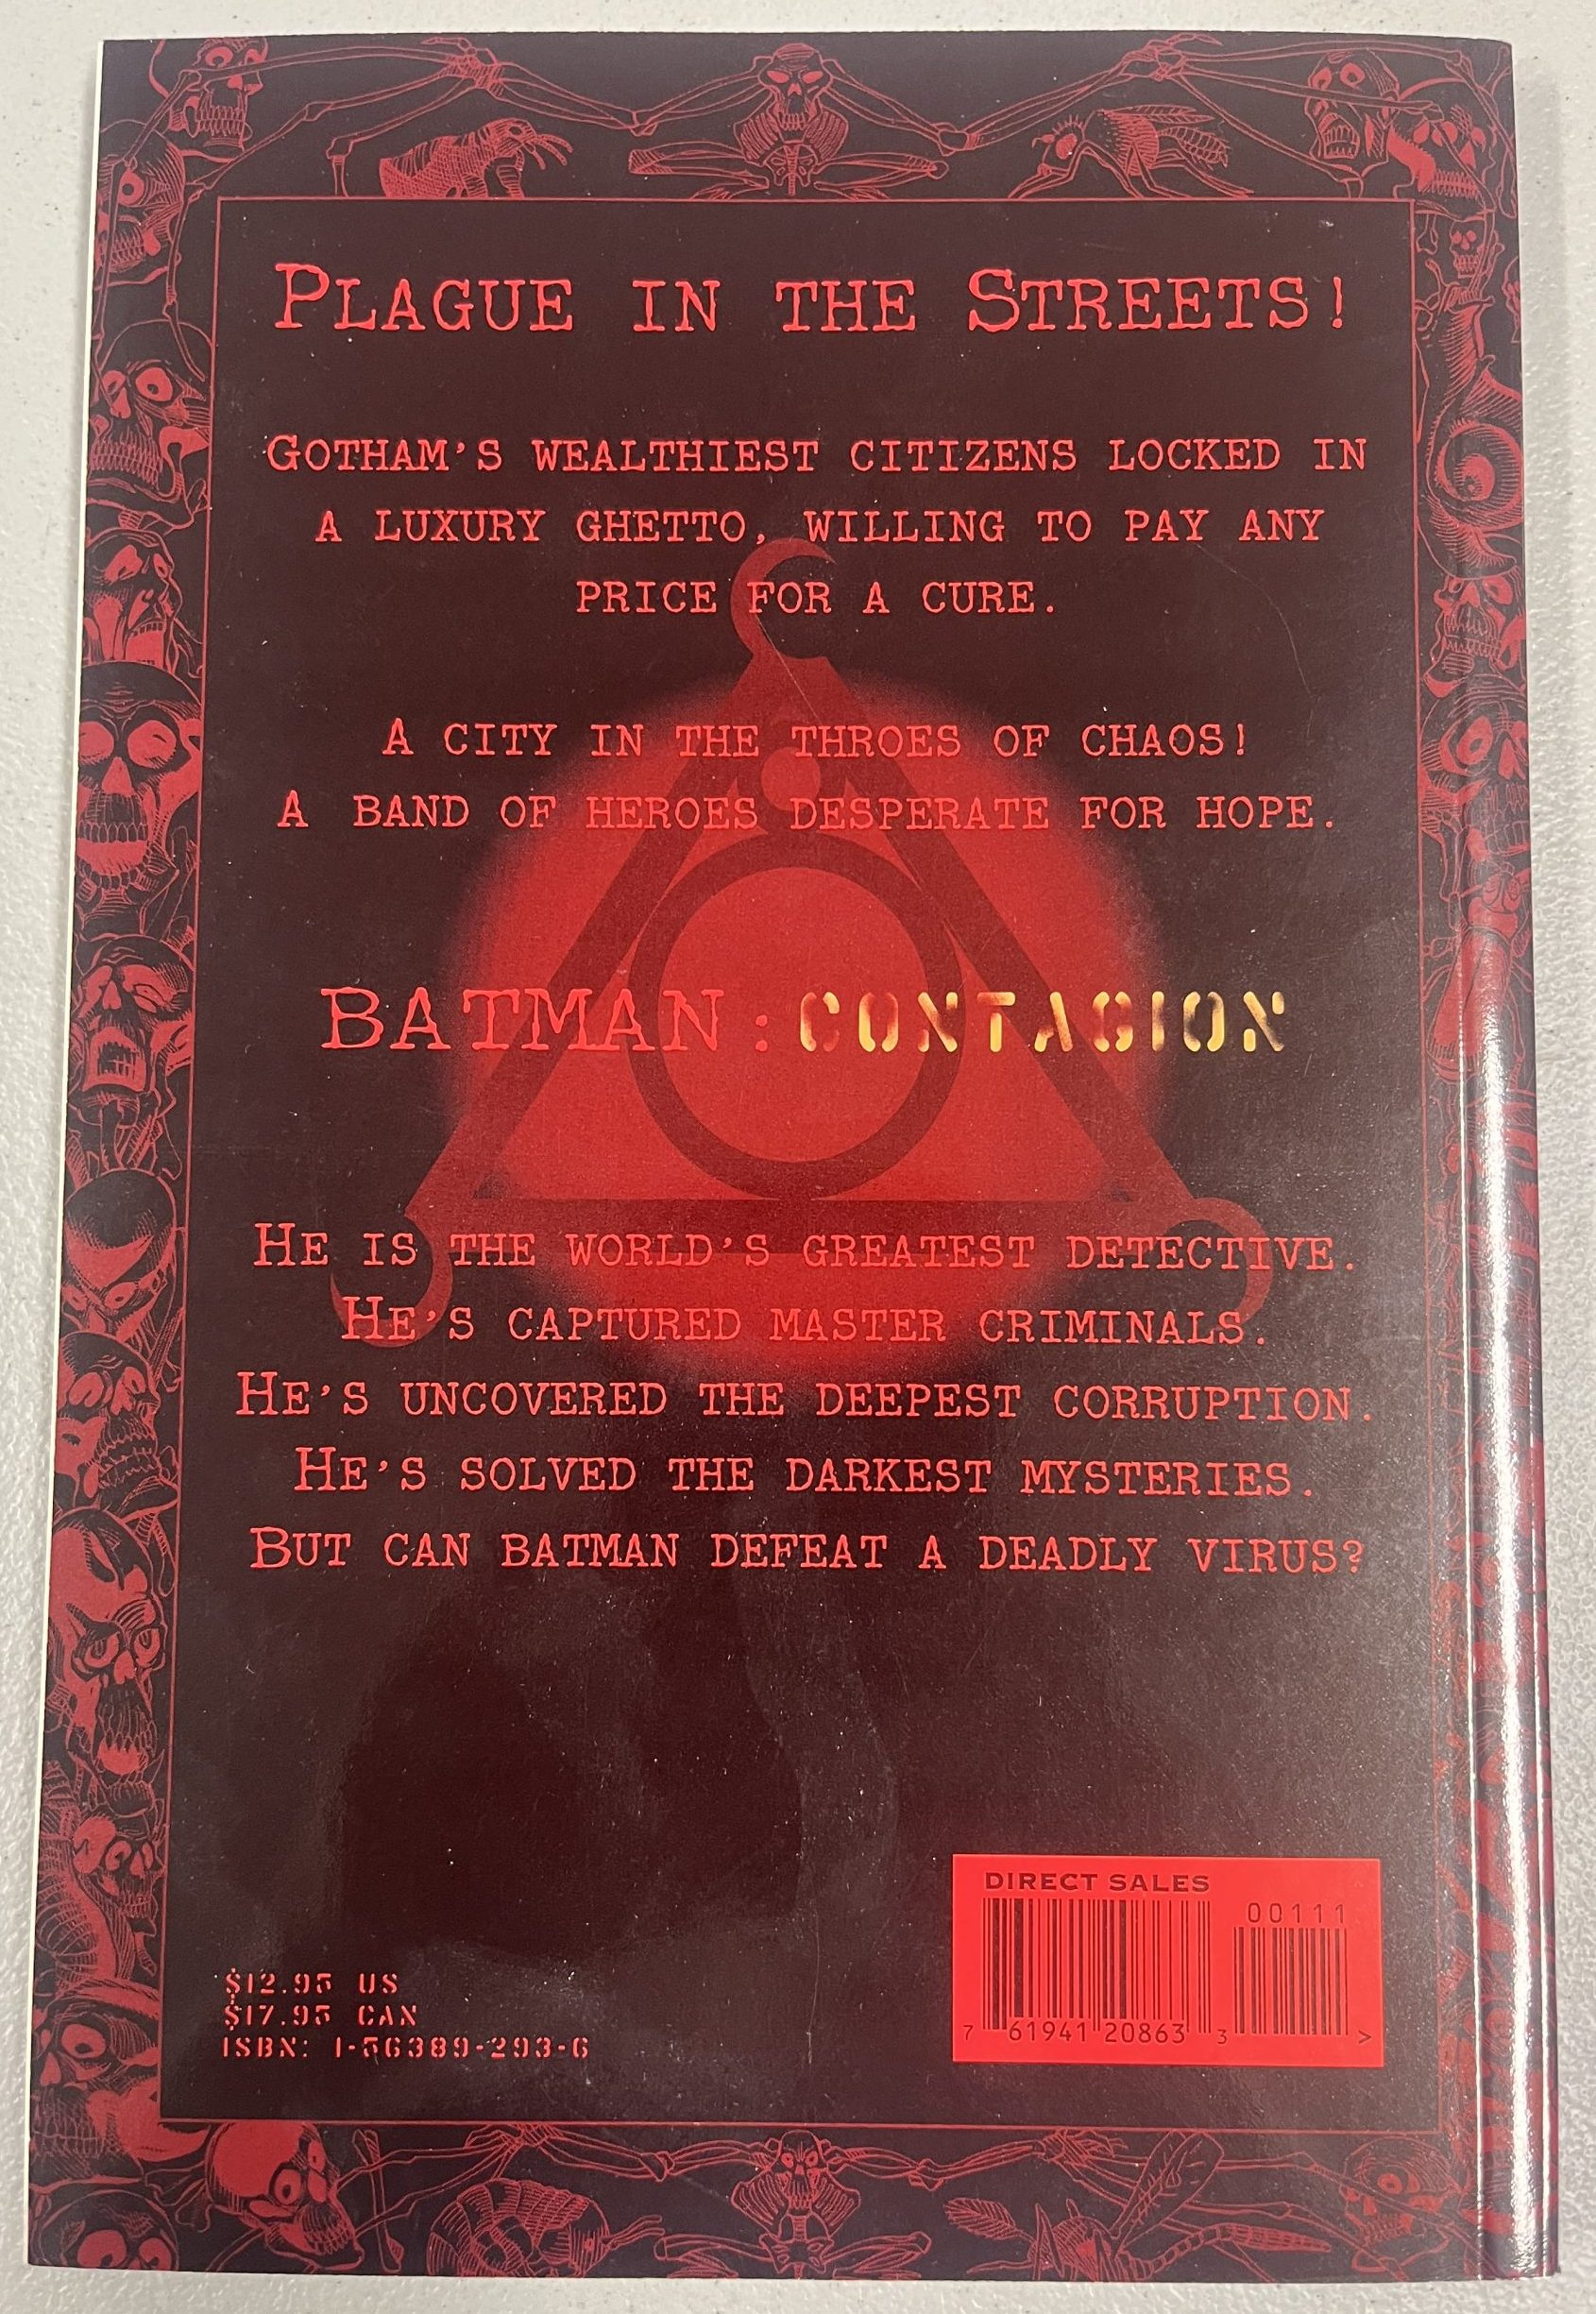 PLAGUE IN THE STREETS!
GOTHAM'S WEALTHIEST CITIZENS LOCKED IN
A LUXURY GHETTO, WILLING TO PAY ANY
PRICE FOR A CURE.
A CITY IN THE THROES OF CHAOS!
A BAND OF HEROES DESPERATE FOR HOPE.
BATMAN: CONTAGION
HE IS THE WORLD'S GREATEST DETECTIVE.
HE'S CAPTURED MASTER CRIMINALS.
HE'S UNCOVERED THE DEEPEST CORRUPTION.
HE'S SOLVED THE DARKEST MYSTERIES.
BUT CAN BATMAN DEFEAT A DEADLY VIRUS?
$12.95 US
$17.95 CAN
ISBN: 1-56389-293-6
DIRECT SALES
00111
7 61941 20863 3 >